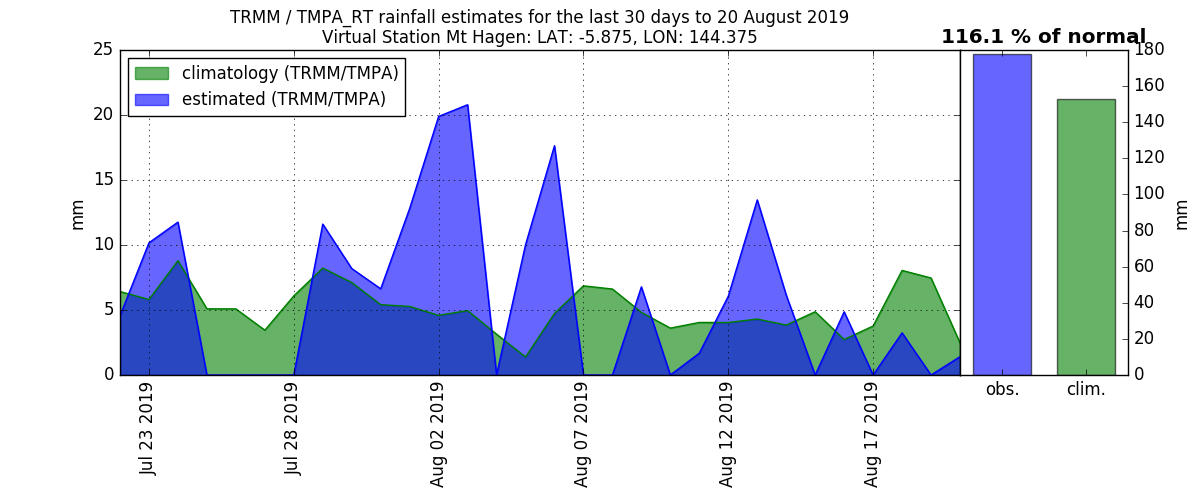 TRMM / TMPA_RT rainfall estimates for the last 30 days to 20 August 2019
Virtual Station Mt Hagen: LAT: -5.875, LON: 144.375
116.1 % of normal
climatology (TRMM/TMPA)
estimated (TRMM/TMPA)
25
20
15
10
5
0
mm
Jul 23 2019
Jul 28 2019
Aug 02 2019
Aug 07 2019
Aug 12 2019
Aug 17 2019
180
160
140
120
100
80
60
40
20
0
mm
obs.
clim.